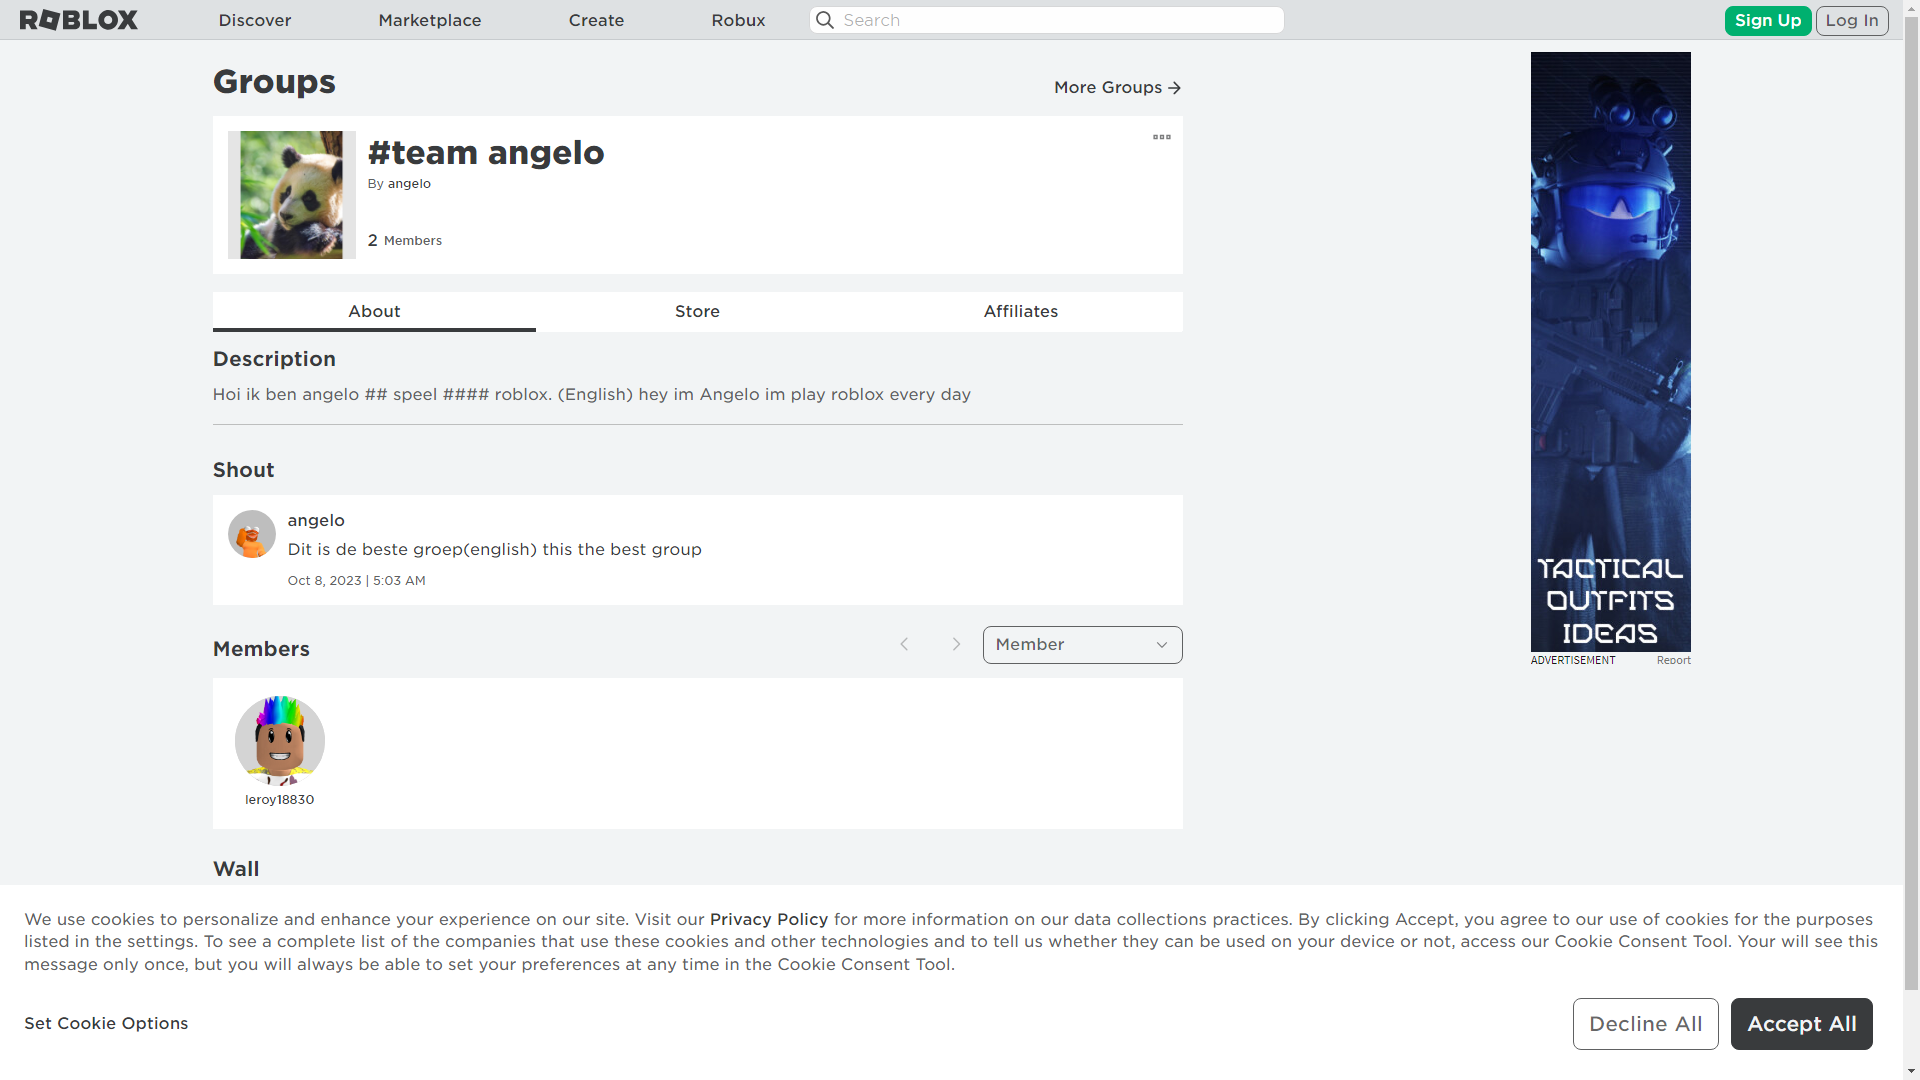 ROBLOX
Discover
Marketplace
Create
Robux
Search
Sign Up
Log In
Groups
More Groups
#team angelo
By angelo
2 Members
About
Store
Affiliates
Description
Hoi ik ben angelo ## speel #### roblox. (English) hey im Angelo im play roblox every day
Shout
angelo
Dit is de beste groep(english) this the best group
Oct 8, 2023 | 5:03 AM
Members
Member
leroy18830
Wall
TACTICAL
OUTFITS
IDEAS
ADVERTISEMENT
Report
We use cookies to personalize and enhance your experience on our site. Visit our Privacy Policy for more information on our data collections practices. By clicking Accept, you agree to our use of cookies for the purposes
listed in the settings. To see a complete list of the companies that use these cookies and other technologies and to tell us whether they can be used on your device or not, access our Cookie Consent Tool. Your will see this
message only once, but you will always be able to set your preferences at any time in the Cookie Consent Tool.
Set Cookie Options
Decline All
Accept All